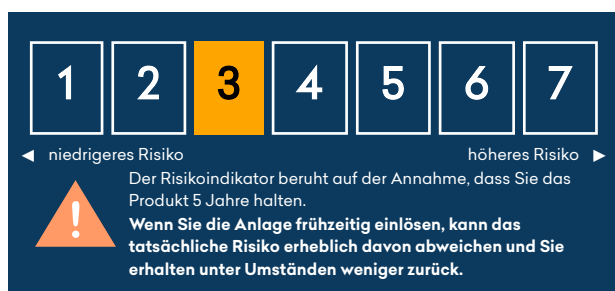 1 2 3 4 5 6 7
◄ niedrigeres Risiko höheres Risiko ►
Der Risikoindikator beruht auf der Annahme, dass Sie das
Produkt 5 Jahre halten.
Wenn Sie die Anlage frühzeitig einlösen, kann das
tatsächliche Risiko erheblich davon abweichen und Sie
erhalten unter Umständen weniger zurück.
!